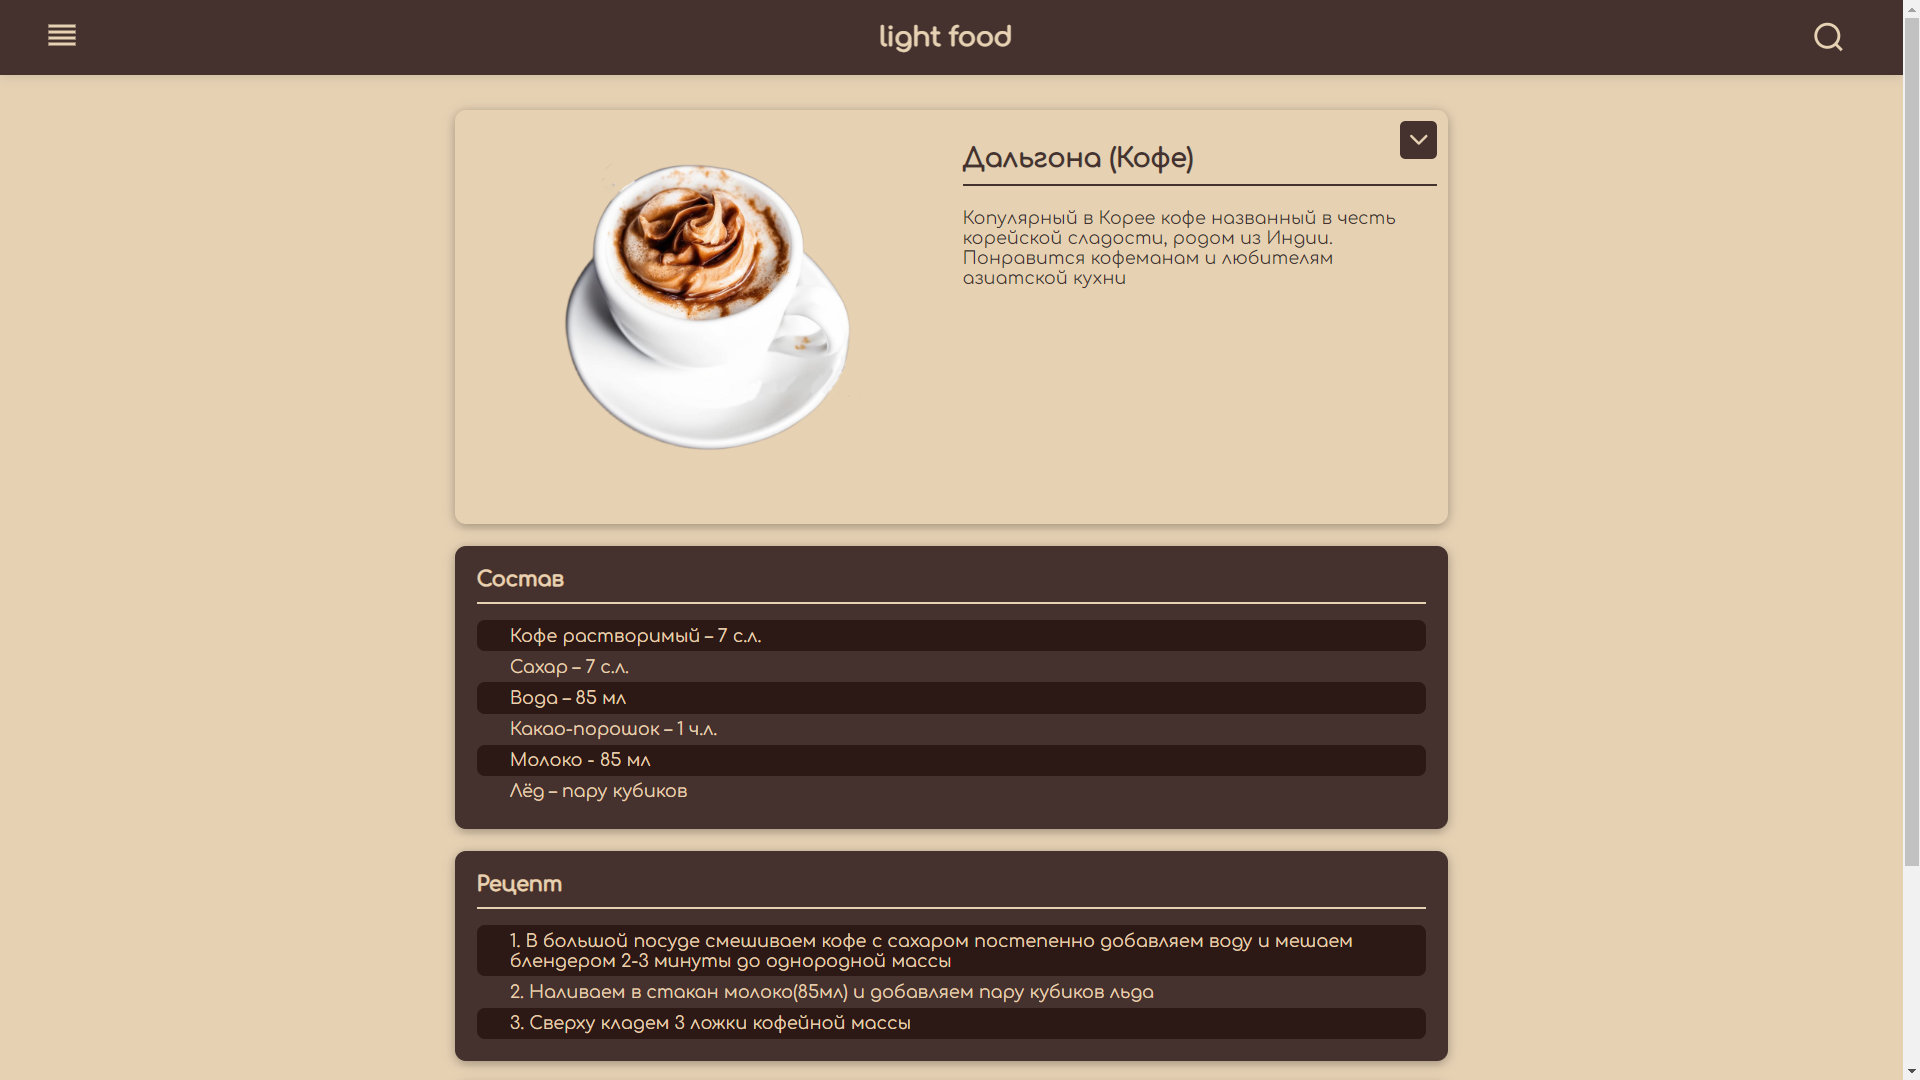 light food
Дальгона (Кофе)
Копулярный в Корее кофе названный в честь
корейской сладости, родом из Индии.
Понравится кофеманам и любителям
азиатской кухни
Состав
Кофе растворимый – 7 с.л.
Сахар – 7 с.л.
Вода – 85 мл
Какао-порошок – 1 ч.л.
Молоко - 85 мл
Лёд – пару кубиков
Рецепт
1. В большой посуде смешиваем кофе с сахаром постепенно добавляем воду и мешаем
блендером 2-3 минуты до однородной массы
2. Наливаем в стакан молоко(85мл) и добавляем пару кубиков льда
3. Сверху кладем 3 ложки кофейной массы